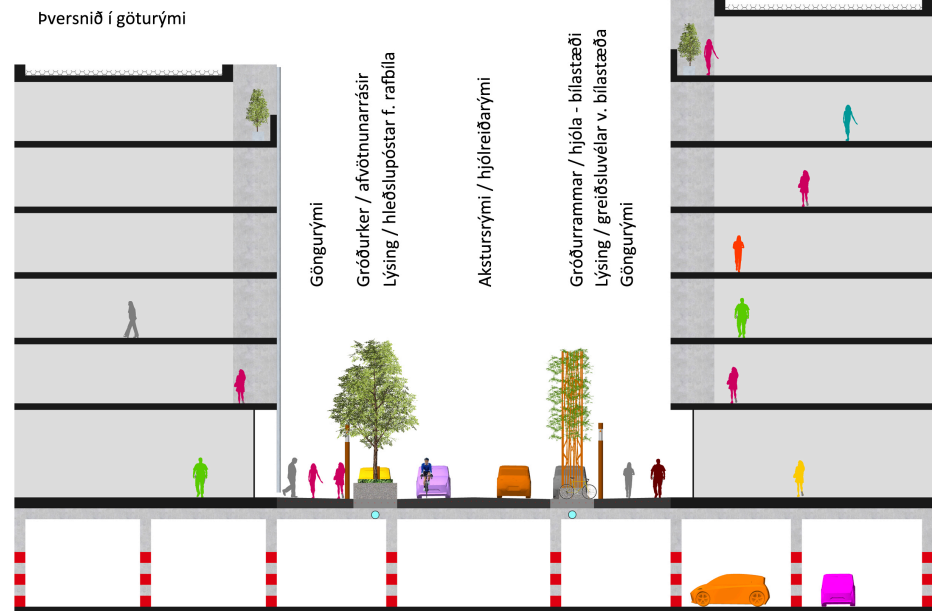 Þversnið í göturými
Göngurými
Gróðurker / afvötnunarrásir
Lýsing / hleðslupóstar f. rafbíla
Akstursrými / hjólreiðarými
Gróðurrammar / hjóla - bílastæði
Lýsing / greiðsluvélar v. bílastæða
Göngurými